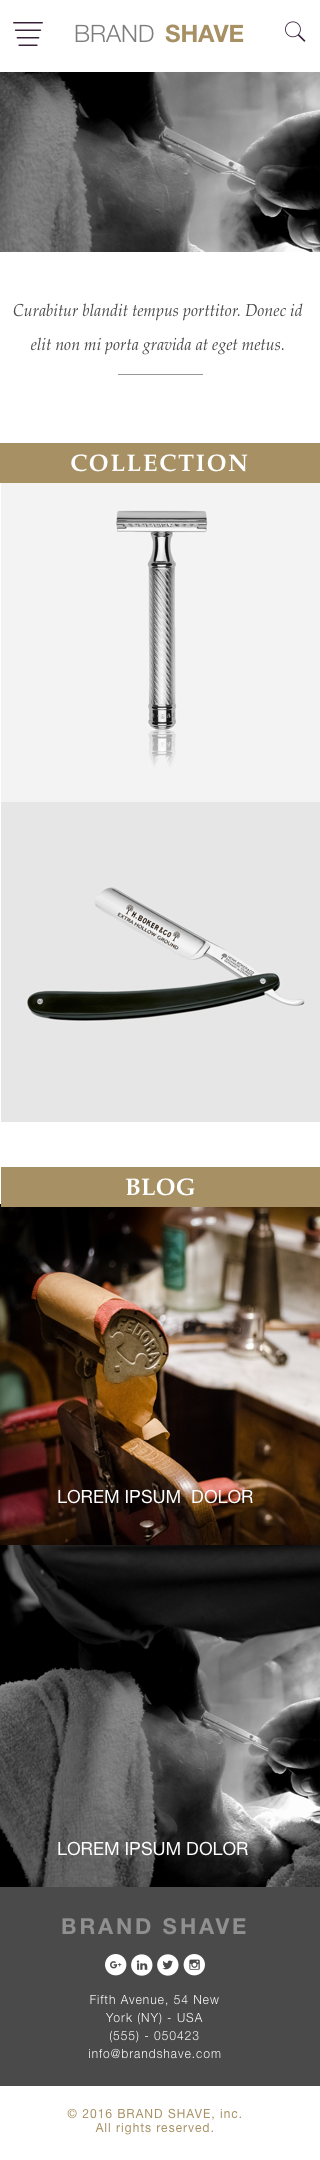 BRAND SHAVE
Curabitur blandit tempus porttitor. Donec id
elit non mi porta gravida at eget metus.
COLLECTION
H. BOKER & CO
EXTRA HOLLOW GROUND
BLOG
FEDORA
LOREM IPSUM DOLOR
LOREM IPSUM DOLOR
BRAND SHAVE
G+ in
Fifth Avenue, 54 New
York (NY) - USA
(555) - 050423
info@brandshave.com
© 2016 BRAND SHAVE, inc.
All rights reserved.